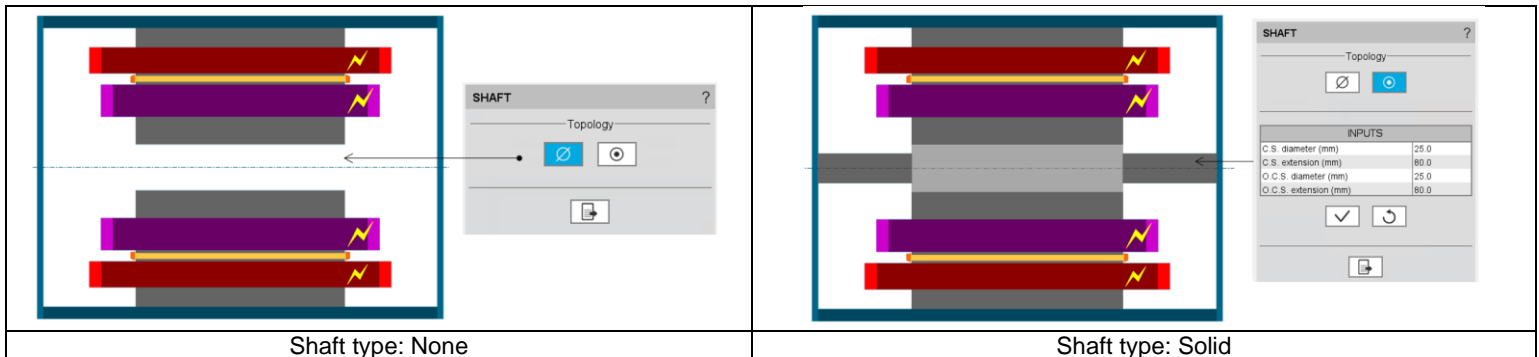 SHAFT ?
Topology
Shaft type: None
SHAFT ?
Topology
INPUTS
C.S. diameter (mm) 25.0
C.S. extension (mm) 80.0
O.C.S. diameter (mm) 25.0
O.C.S. extension (mm) 80.0
Shaft type: Solid